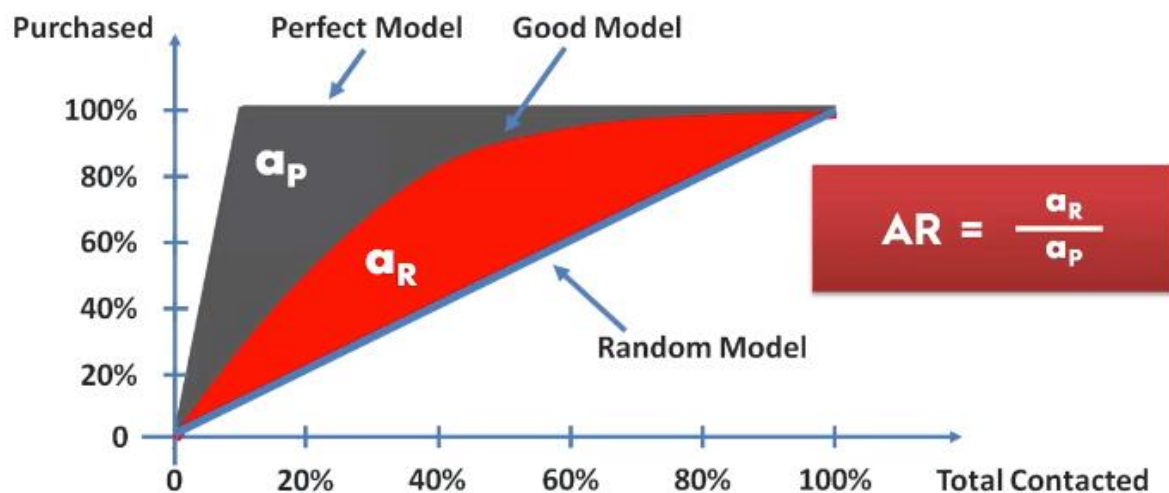 Purchased
Perfect Model
Good Model
100%
80%
60%
40%
20%
0
aP
aR
AR = aR / aP
Random Model
0 20% 40% 60% 80% 100% Total Contacted